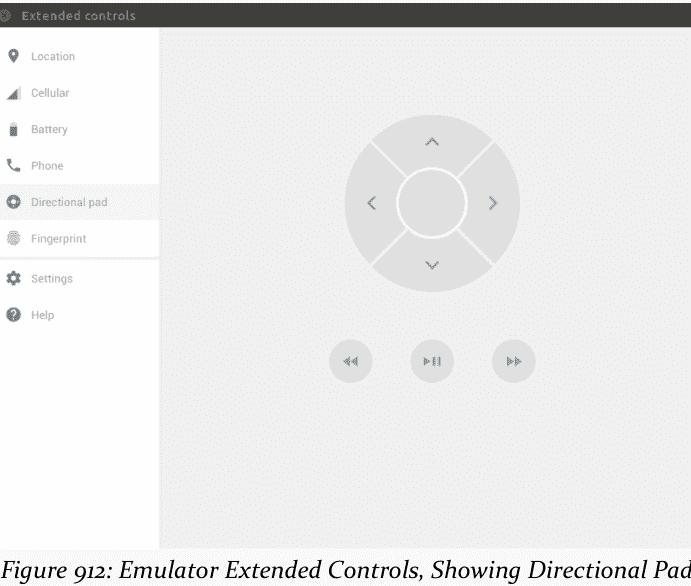 Extended controls
Location
Cellular
Battery
Phone
Directional pad
Fingerprint
Settings
Help
Figure 912: Emulator Extended Controls, Showing Directional Pad